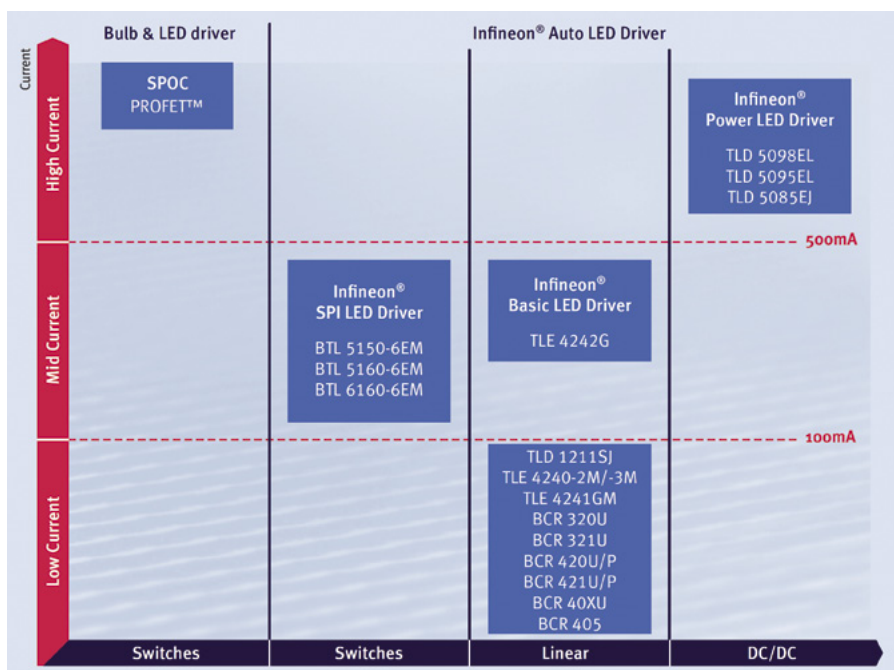 Bulb & LED driver
Infineon® Auto LED Driver
Current
High Current
SPOC
PROFET™
Infineon®
Power LED Driver
TLD 5098EL
TLD 5095EL
TLD 5085EJ
500mA
Mid Current
Infineon®
SPI LED Driver
BTL 5150-6EM
BTL 5160-6EM
BTL 6160-6EM
Infineon®
Basic LED Driver
TLE 4242G
100mA
Low Current
TLD 1211SJ
TLE 4240-2M/-3M
TLE 4241GM
BCR 320U
BCR 321U
BCR 420U/P
BCR 421U/P
BCR 40XU
BCR 405
Switches
Switches
Linear
DC/DC